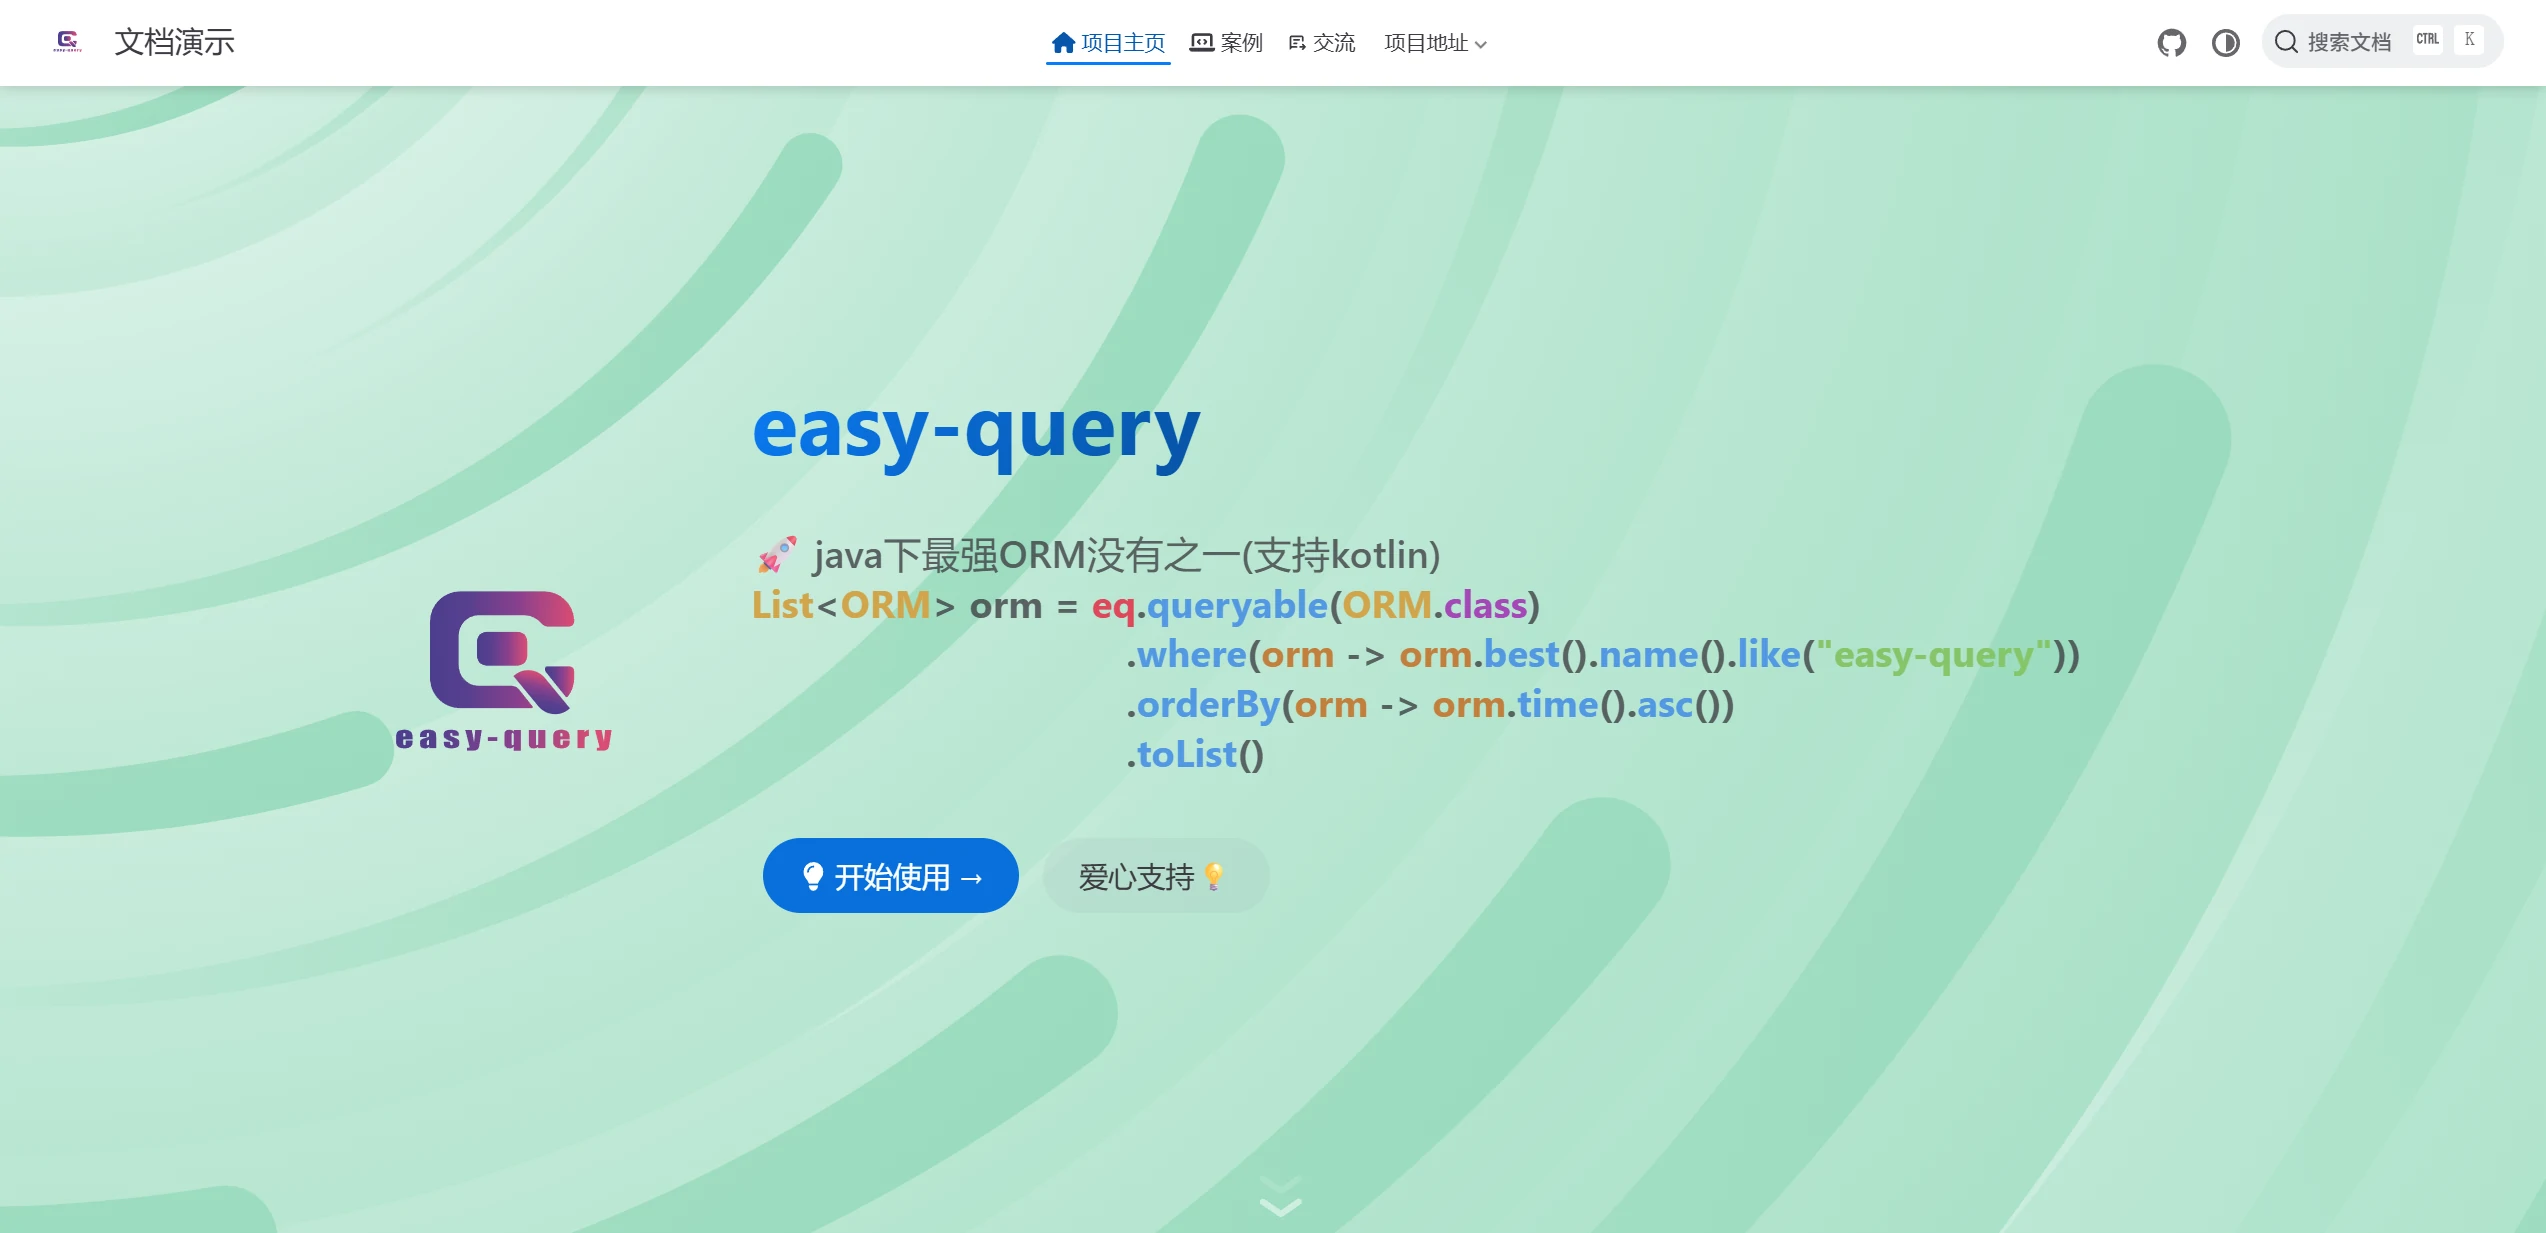 文档演示
项目主页 案例 交流 项目地址
搜索文档 CTRL K
easy-query
🚀 java下最强ORM没有之一(支持kotlin)
List<ORM> orm = eq.queryable(ORM.class)
.where(orm -> orm.best().name().like("easy-query"))
.orderBy(orm -> orm.time().asc())
.toList()
easy-query
开始使用 →
爱心支持💡